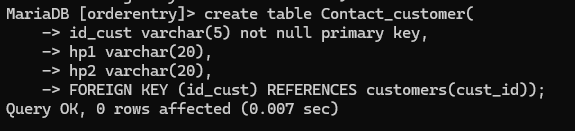 MariaDB [orderentry]> create table Contact_customer(
    -> id_cust varchar(5) not null primary key,
    -> hp1 varchar(20),
    -> hp2 varchar(20),
    -> FOREIGN KEY (id_cust) REFERENCES customers(cust_id));
Query OK, 0 rows affected (0.007 sec)